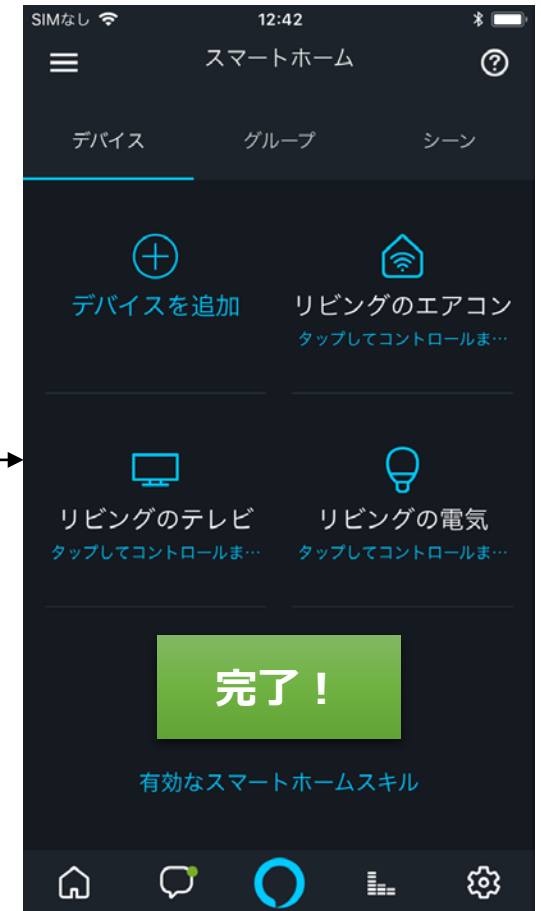 SIMなし 12:42
スマートホーム
デバイス グループ シーン
デバイスを追加 リビングのエアコン
タップしてコントロールま…
リビングのテレビ リビングの電気
タップしてコントロールま… タップしてコントロールま…
完了！
有効なスマートホームスキル